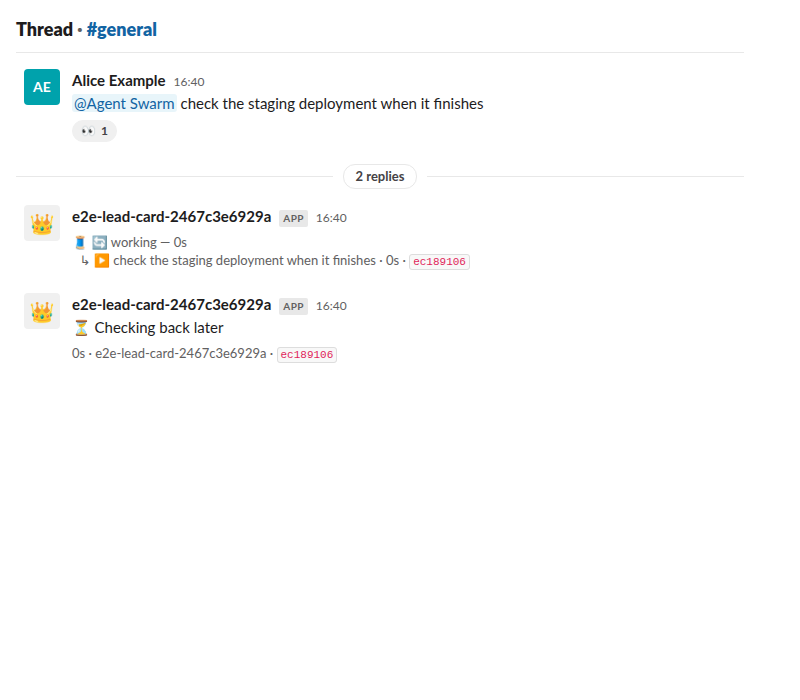 Thread • #general
AE
Alice Example 16:40
@Agent Swarm check the staging deployment when it finishes
👀 1
2 replies
e2e-lead-card-2467c3e6929a APP 16:40
🧵 🔄 working — 0s
↳ ▶️ check the staging deployment when it finishes · 0s · ec189106
e2e-lead-card-2467c3e6929a APP 16:40
⏳ Checking back later
0s · e2e-lead-card-2467c3e6929a · ec189106